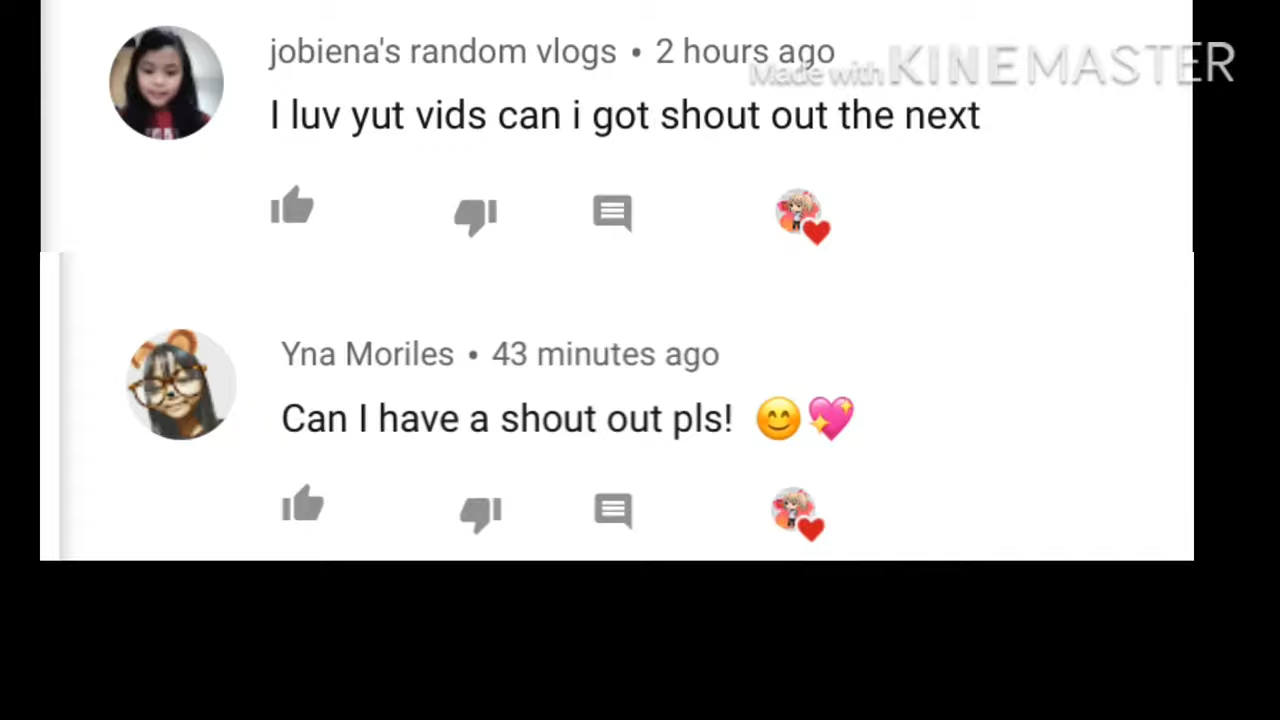 jobiena's random vlogs • 2 hours ago
Made with KINEMASTER
I luv yut vids can i got shout out the next
Yna Moriles • 43 minutes ago
Can I have a shout out pls! 😊💖